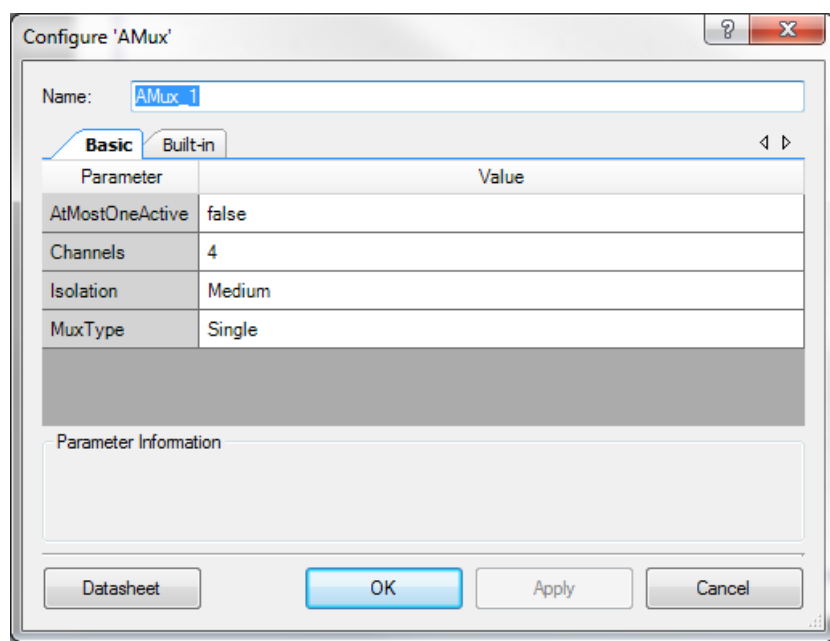 Configure 'AMux'
Name: AMux_1
Basic Built-in
Parameter Value
AtMostOneActive false
Channels 4
Isolation Medium
MuxType Single
Parameter Information
Datasheet OK Apply Cancel